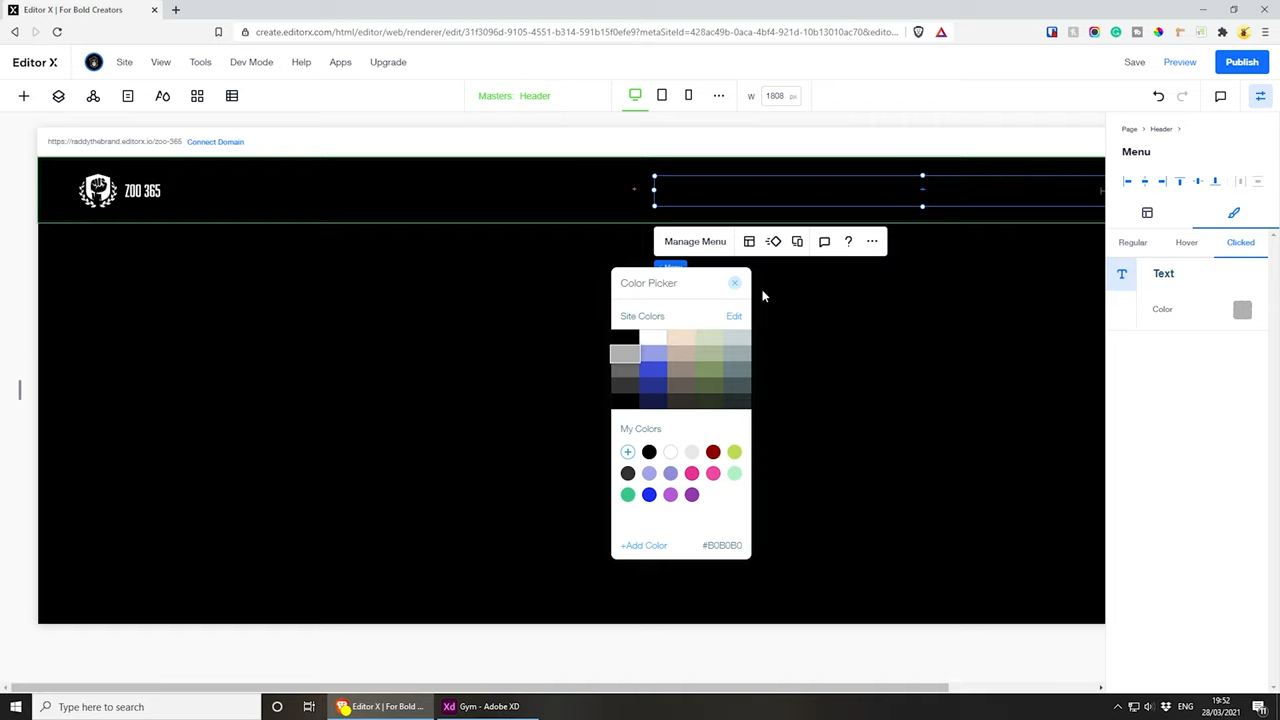 Editor X | For Bold Creators
create.editorx.com/html/editor/web/renderer/edit/31f3096d-9105-4551-b314-591b15f0efe9?metaSiteId=428ac49b-0aca-4bf4-921d-10b13010ac70&edito...
Editor X
Site
View
Tools
Dev Mode
Help
Apps
Upgrade
Save
Preview
Publish
Masters: Header
W
1808
px
https://raddythebrand.editorx.io/zoo-365
Connect Domain
Page
Header
Menu
ZOO 365
H
Manage Menu
Regular
Hover
Clicked
Color Picker
Text
Site Colors
Edit
Color
My Colors
+Add Color
#B0B0B0
Type here to search
Editor X | For Bold ...
Gym - Adobe XD
ENG
19:52
28/03/2021